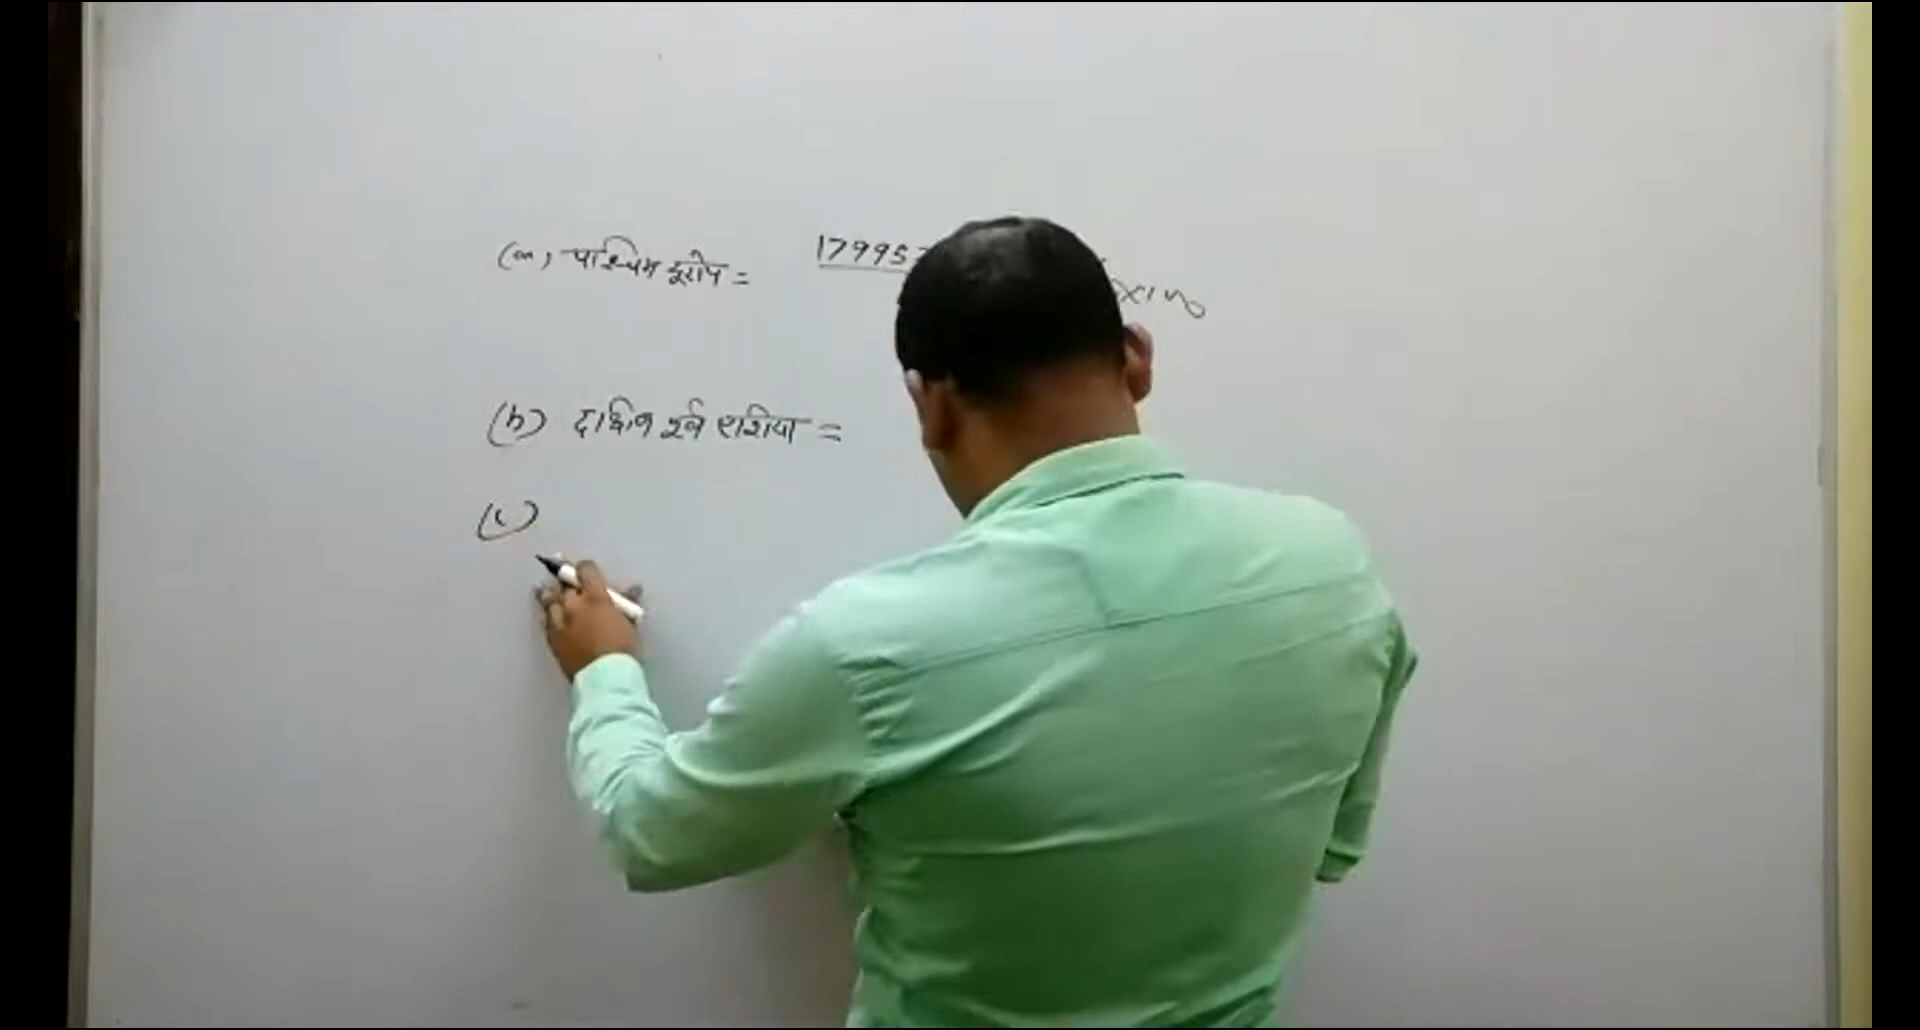 (a) पश्चिम यूरोप = 17995
(b) दक्षिण पूर्व एशिया =
(c)